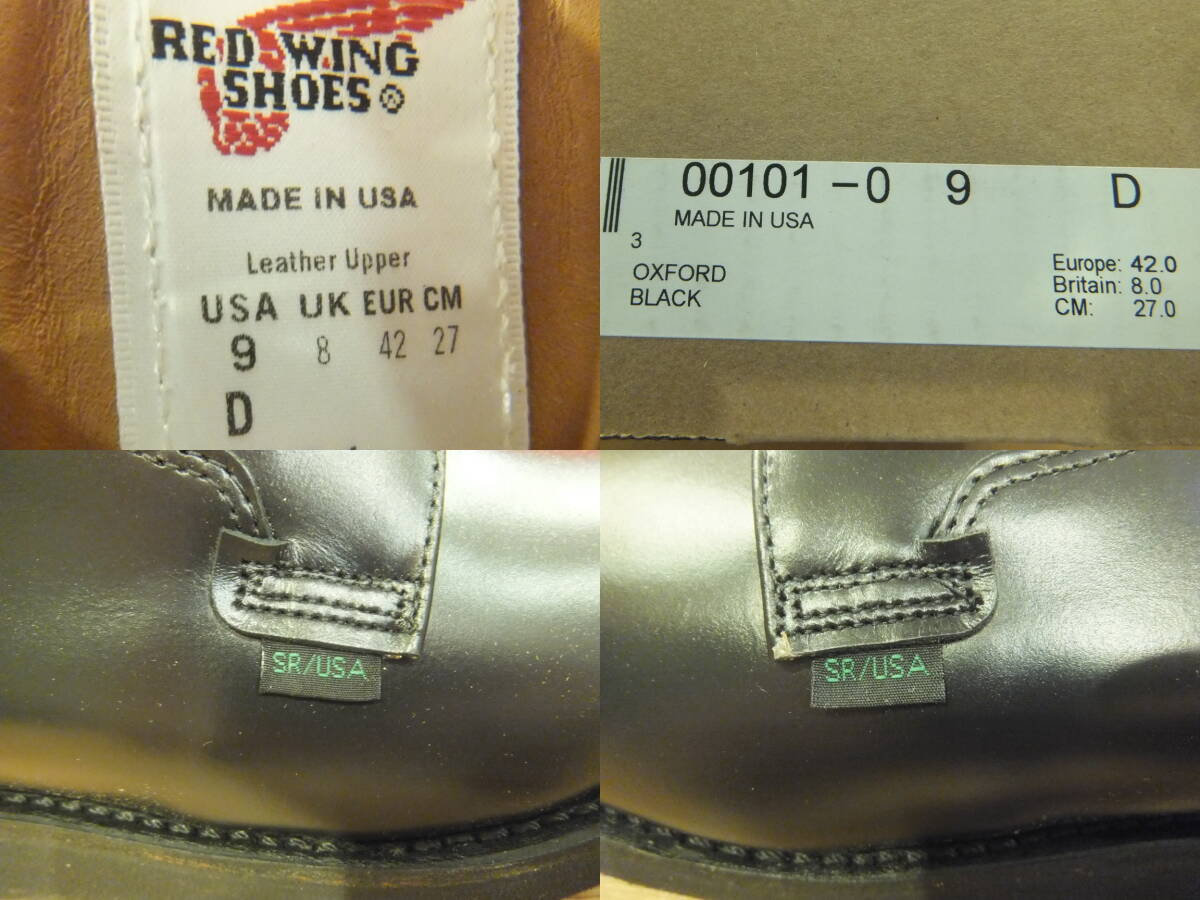 RED WING
SHOES®
MADE IN USA
Leather Upper
USA UK EUR CM
9 8 42 27
D
00101-0 9 D
MADE IN USA
3
OXFORD
BLACK
Europe: 42.0
Britain: 8.0
CM: 27.0
SR/USA
SR/USA